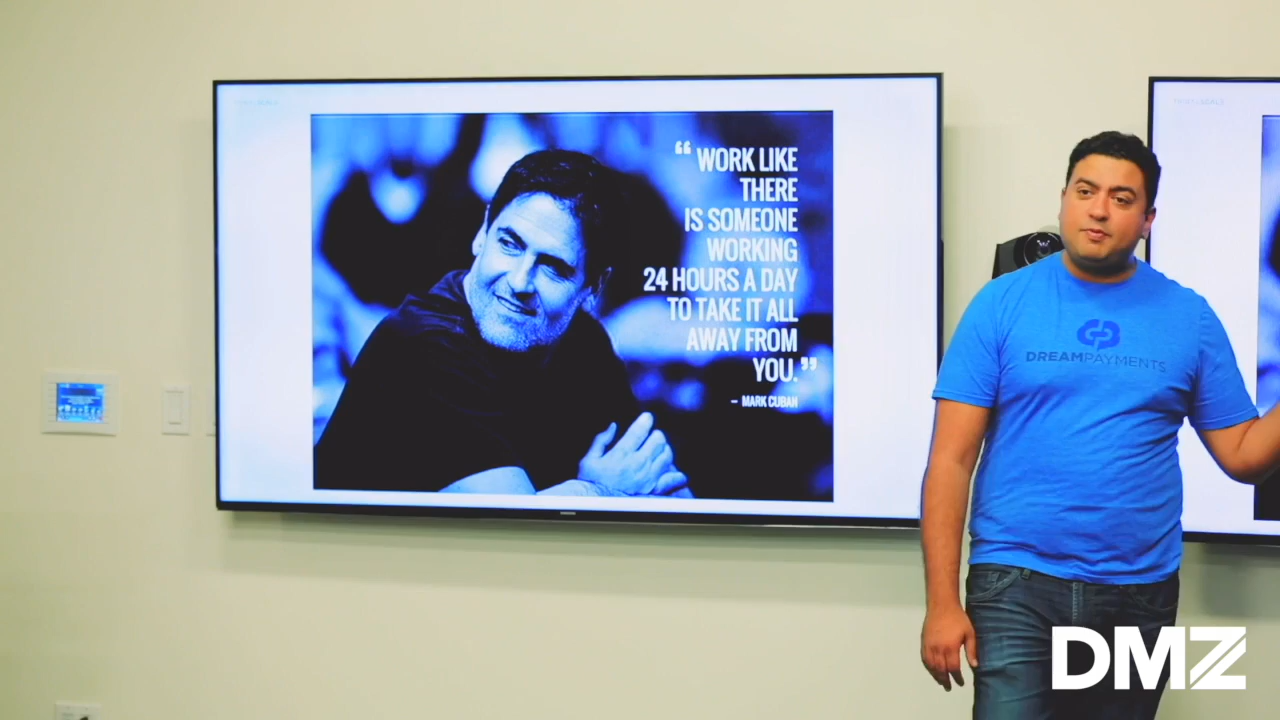 “ WORK LIKE
THERE
IS SOMEONE
WORKING
24 HOURS A DAY
TO TAKE IT ALL
AWAY FROM
YOU.”
– MARK CUBAN
DREAMPAYMENTS
DMZ